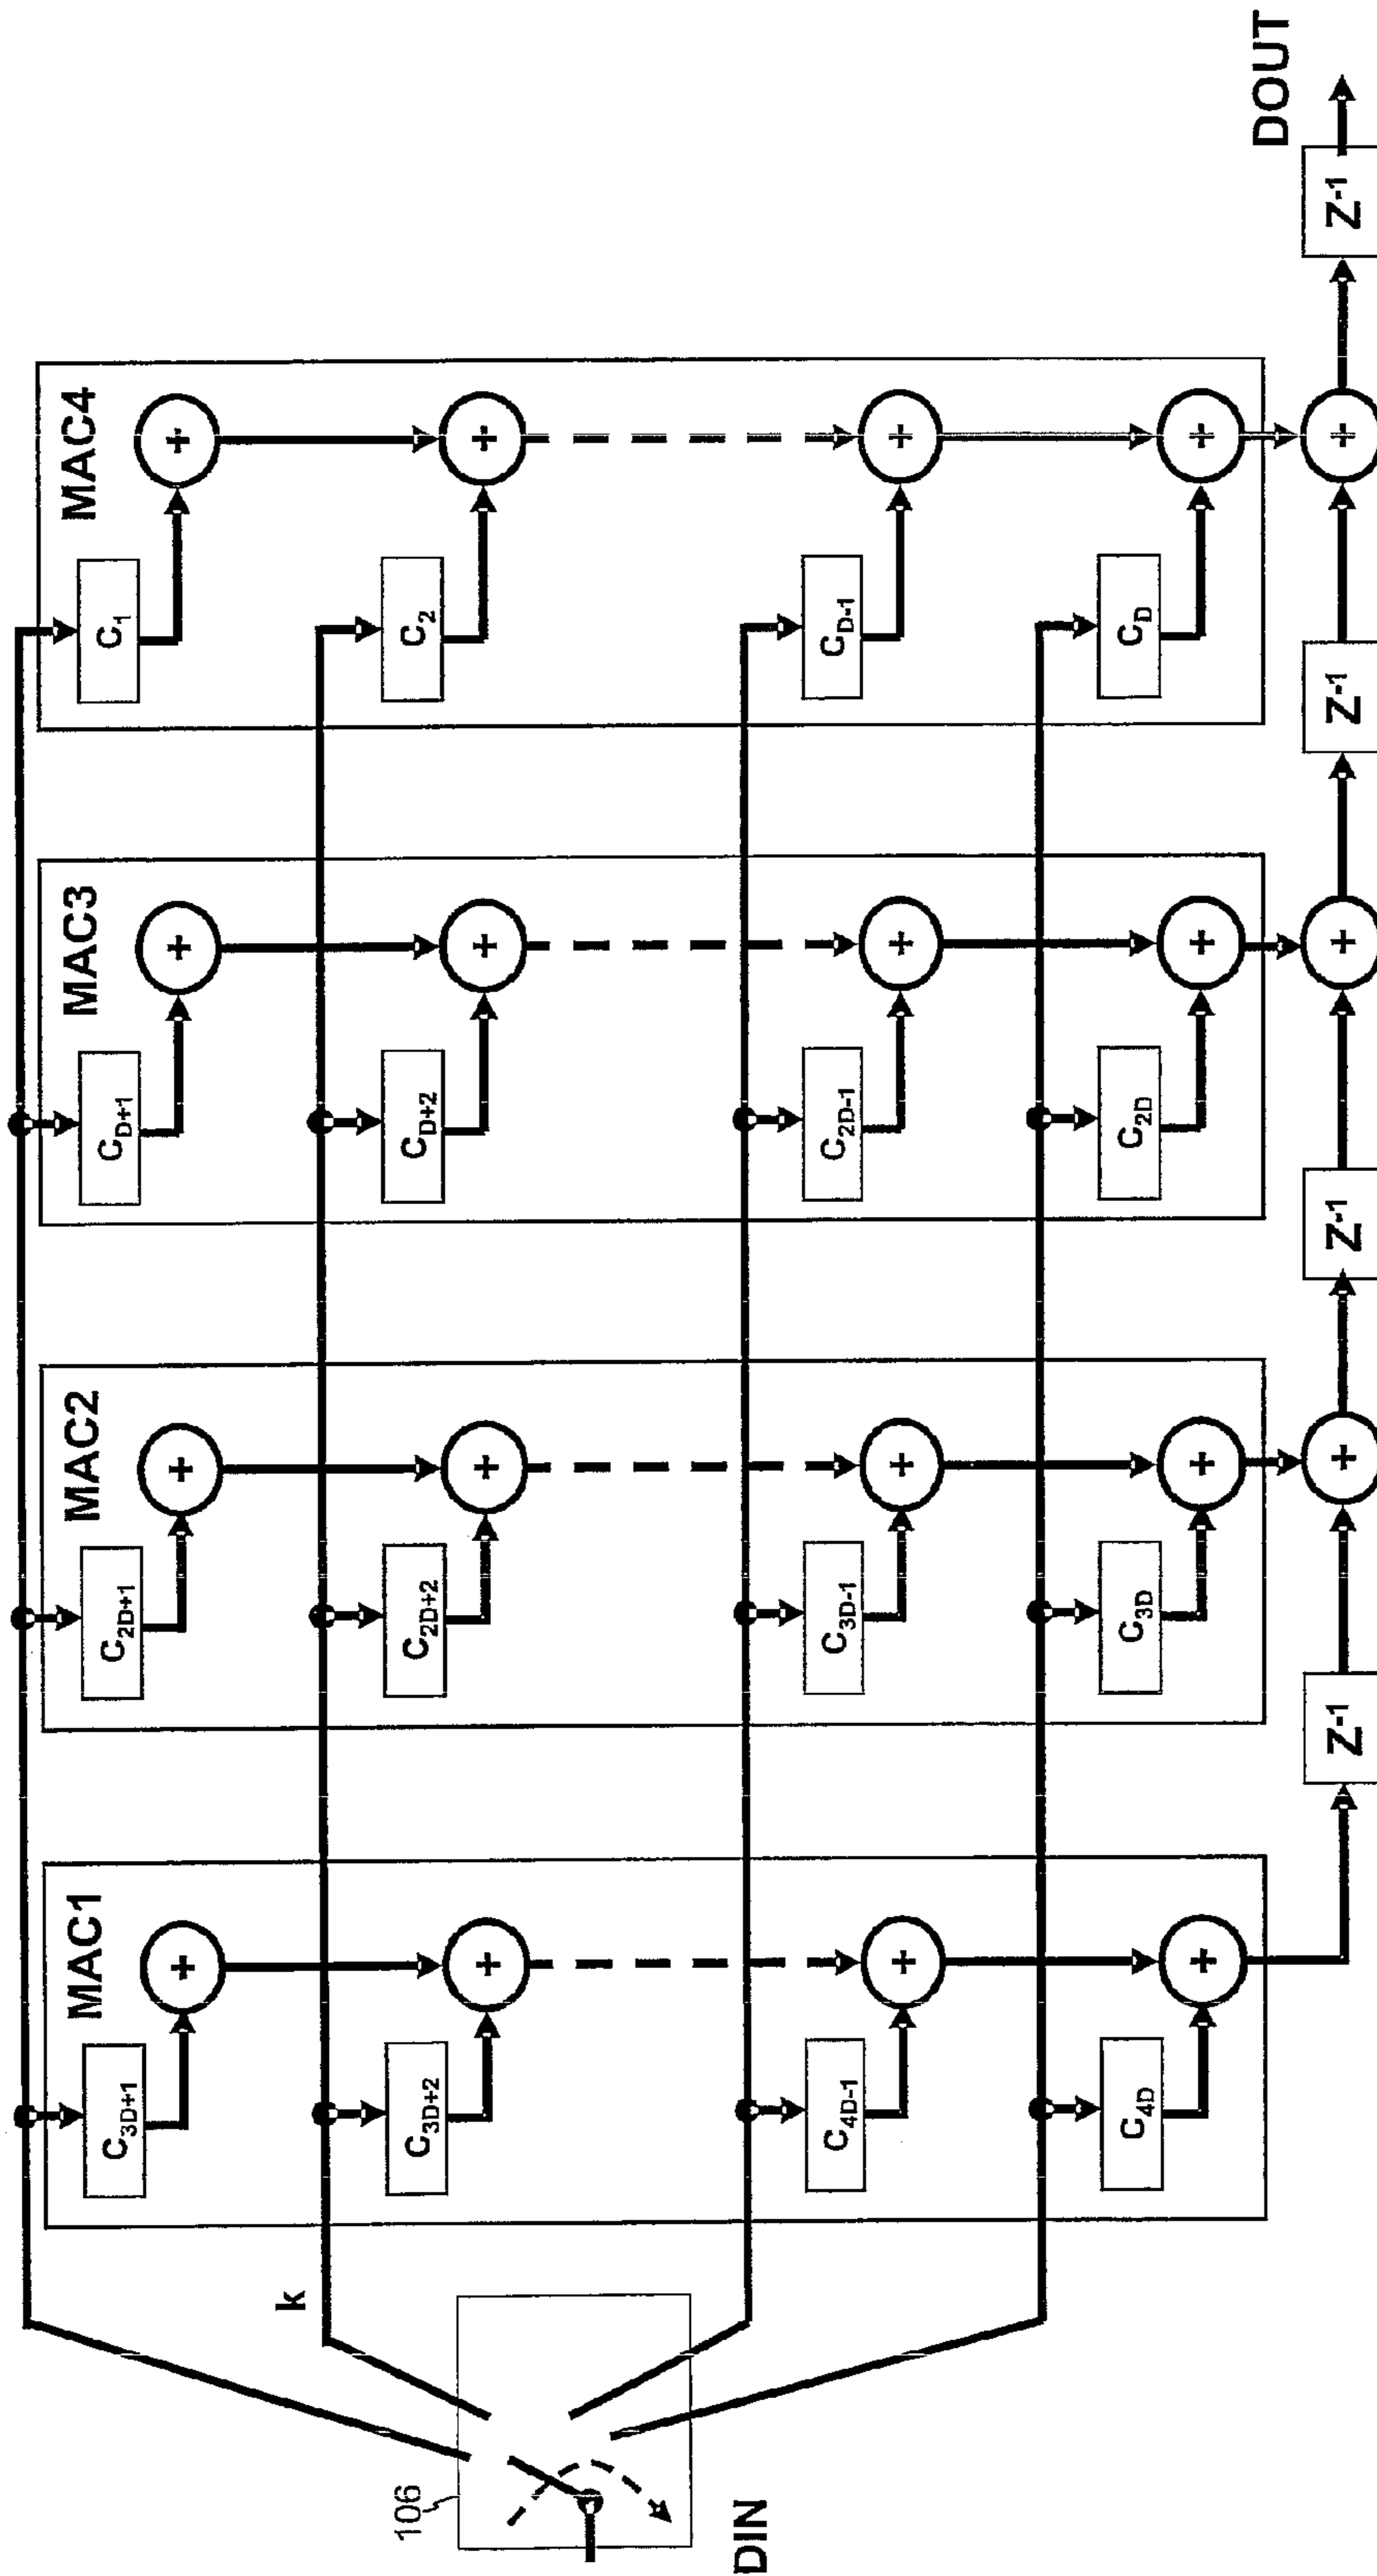 MAC1
MAC2
MAC3
MAC4
C3D+1
+
C2D+1
+
CD+1
+
C1
+
k
C3D+2
+
C2D+2
+
CD+2
+
C2
+
106
C4D-1
+
C3D-1
+
C2D-1
+
CD-1
+
DIN
C4D
+
C3D
+
C2D
+
CD
+
DOUT
Z-1
+
Z-1
+
Z-1
+
Z-1